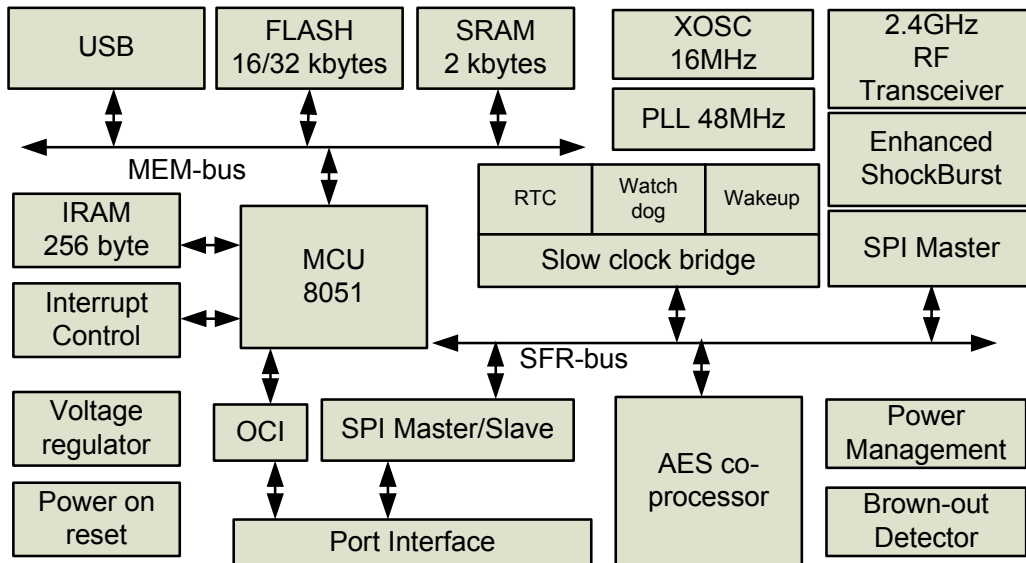 USB
FLASH
16/32 kbytes
SRAM
2 kbytes
XOSC
16MHz
2.4GHz
RF
Transceiver
PLL 48MHz
Enhanced
ShockBurst
MEM-bus
RTC
Watch
dog
Wakeup
IRAM
256 byte
MCU
8051
Slow clock bridge
SPI Master
Interrupt
Control
SFR-bus
Voltage
regulator
OCI
SPI Master/Slave
AES co-
processor
Power
Management
Power on
reset
Port Interface
Brown-out
Detector